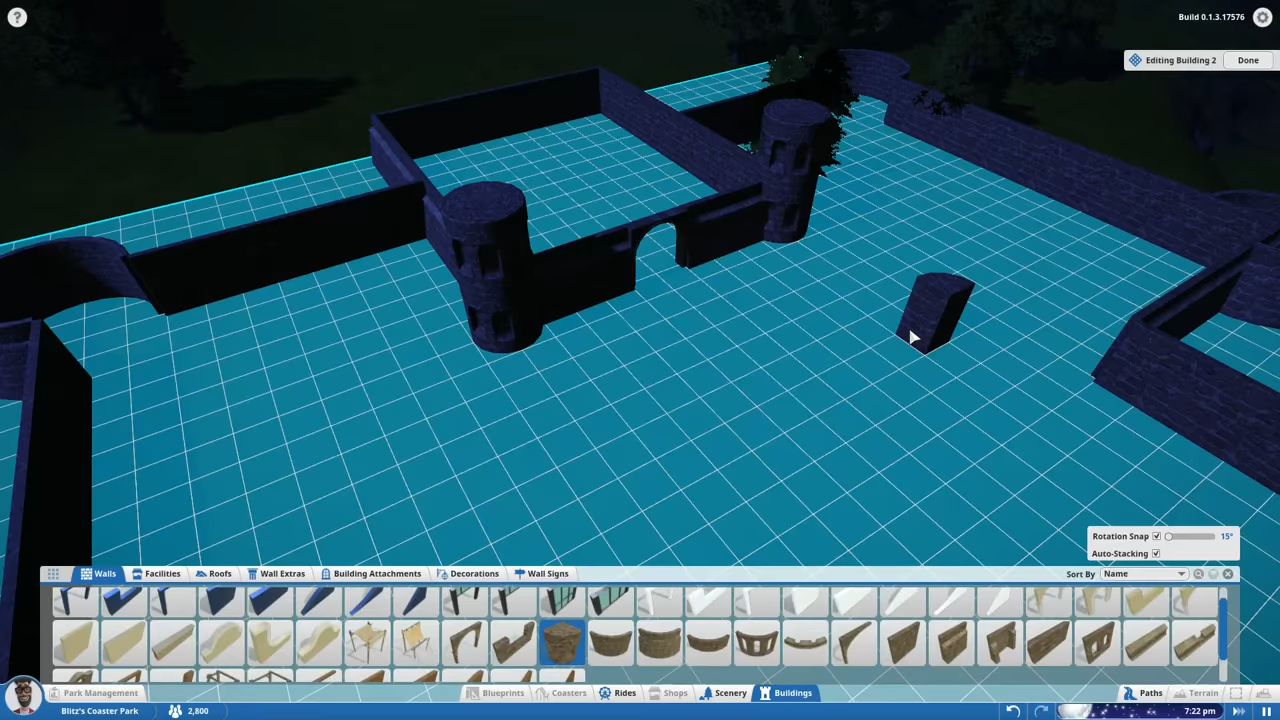 ?
Build 0.1.3.17576
Editing Building 2
Done
Rotation Snap
15°
Auto-Stacking
Walls
Facilities
Roofs
Wall Extras
Building Attachments
Decorations
Wall Signs
Sort By
Name
Park Management
Blueprints
Coasters
Rides
Shops
Scenery
Buildings
Paths
Terrain
Blitz's Coaster Park
2,800
7:22 pm